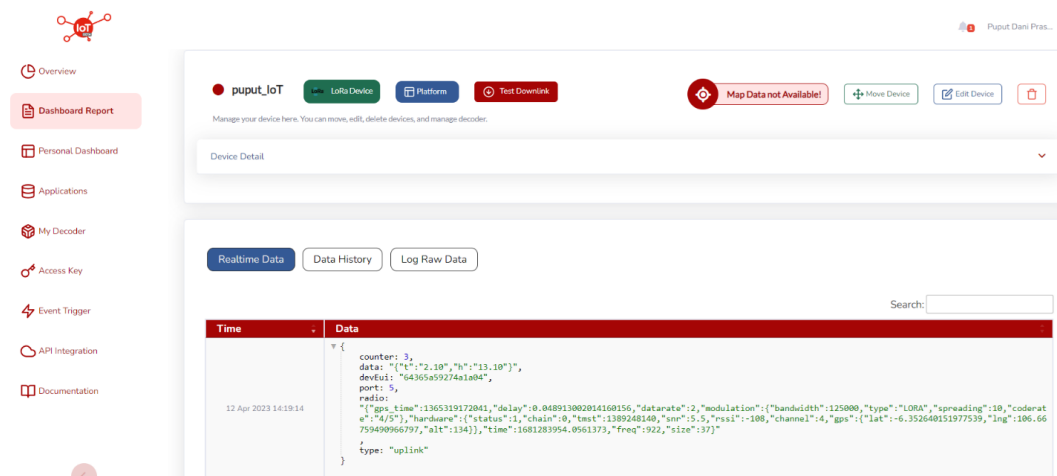 IoT
Puput Dani Pras...
Overview
Dashboard Report
Personal Dashboard
Applications
My Decoder
Access Key
Event Trigger
API Integration
Documentation
puput_IoT
LoRa Device
Platform
Test Downlink
Map Data not Available!
Move Device
Edit Device
Manage your device here. You can move, edit, delete devices, and manage decoder.
Device Detail
Realtime Data
Data History
Log Raw Data
Search:
Time
Data
12 Apr 2023 14:19:14
{
counter: 3,
data: "{"t":"2.10","h":"13.10"}",
devEui: "64365a59274a1a04",
port: 5,
radio:
"{"gps_time":1365319172041,"delay":0.048913002014160156,"datarate":2,"modulation":{"bandwidth":125000,"type":"LORA","spreading":10,"coderat
e":"4/5"},"hardware":{"status":1,"chain":0,"tmst":1389248140,"snr":5.5,"rssi":-108,"channel":4,"gps":{"lat":-6.352640151977539,"lng":106.66
759490966797,"alt":134}},"time":1681283954.0561373,"freq":922,"size":37}"
,
type: "uplink"
}